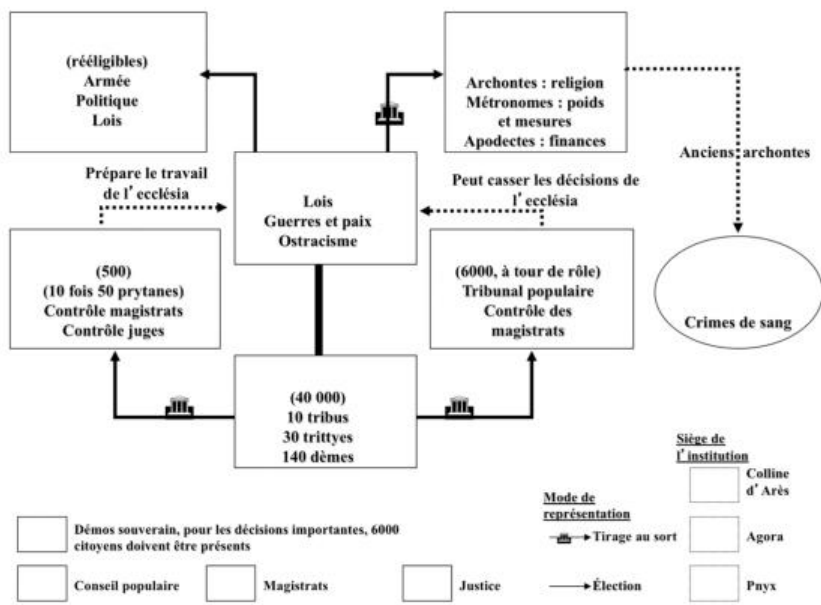 (rééligibles)
Armée
Politique
Lois
Archontes : religion
Métronomes : poids
et mesures
Apodectes : finances
Prépare le travail
de l'ecclésia
Lois
Guerres et paix
Ostracisme
Peut casser les décisions de
l'ecclésia
Anciens archontes
(500)
(10 fois 50 prytanes)
Contrôle magistrats
Contrôle juges
(6000, à tour de rôle)
Tribunal populaire
Contrôle des
magistrats
Crimes de sang
(40 000)
10 tribus
30 trittyes
140 dèmes
Démos souverain, pour les décisions importantes, 6000
citoyens doivent être présents
Conseil populaire
Magistrats
Justice
Mode de
représentation
Tirage au sort
Élection
Siège de
l'institution
Colline
d'Arès
Agora
Pnyx